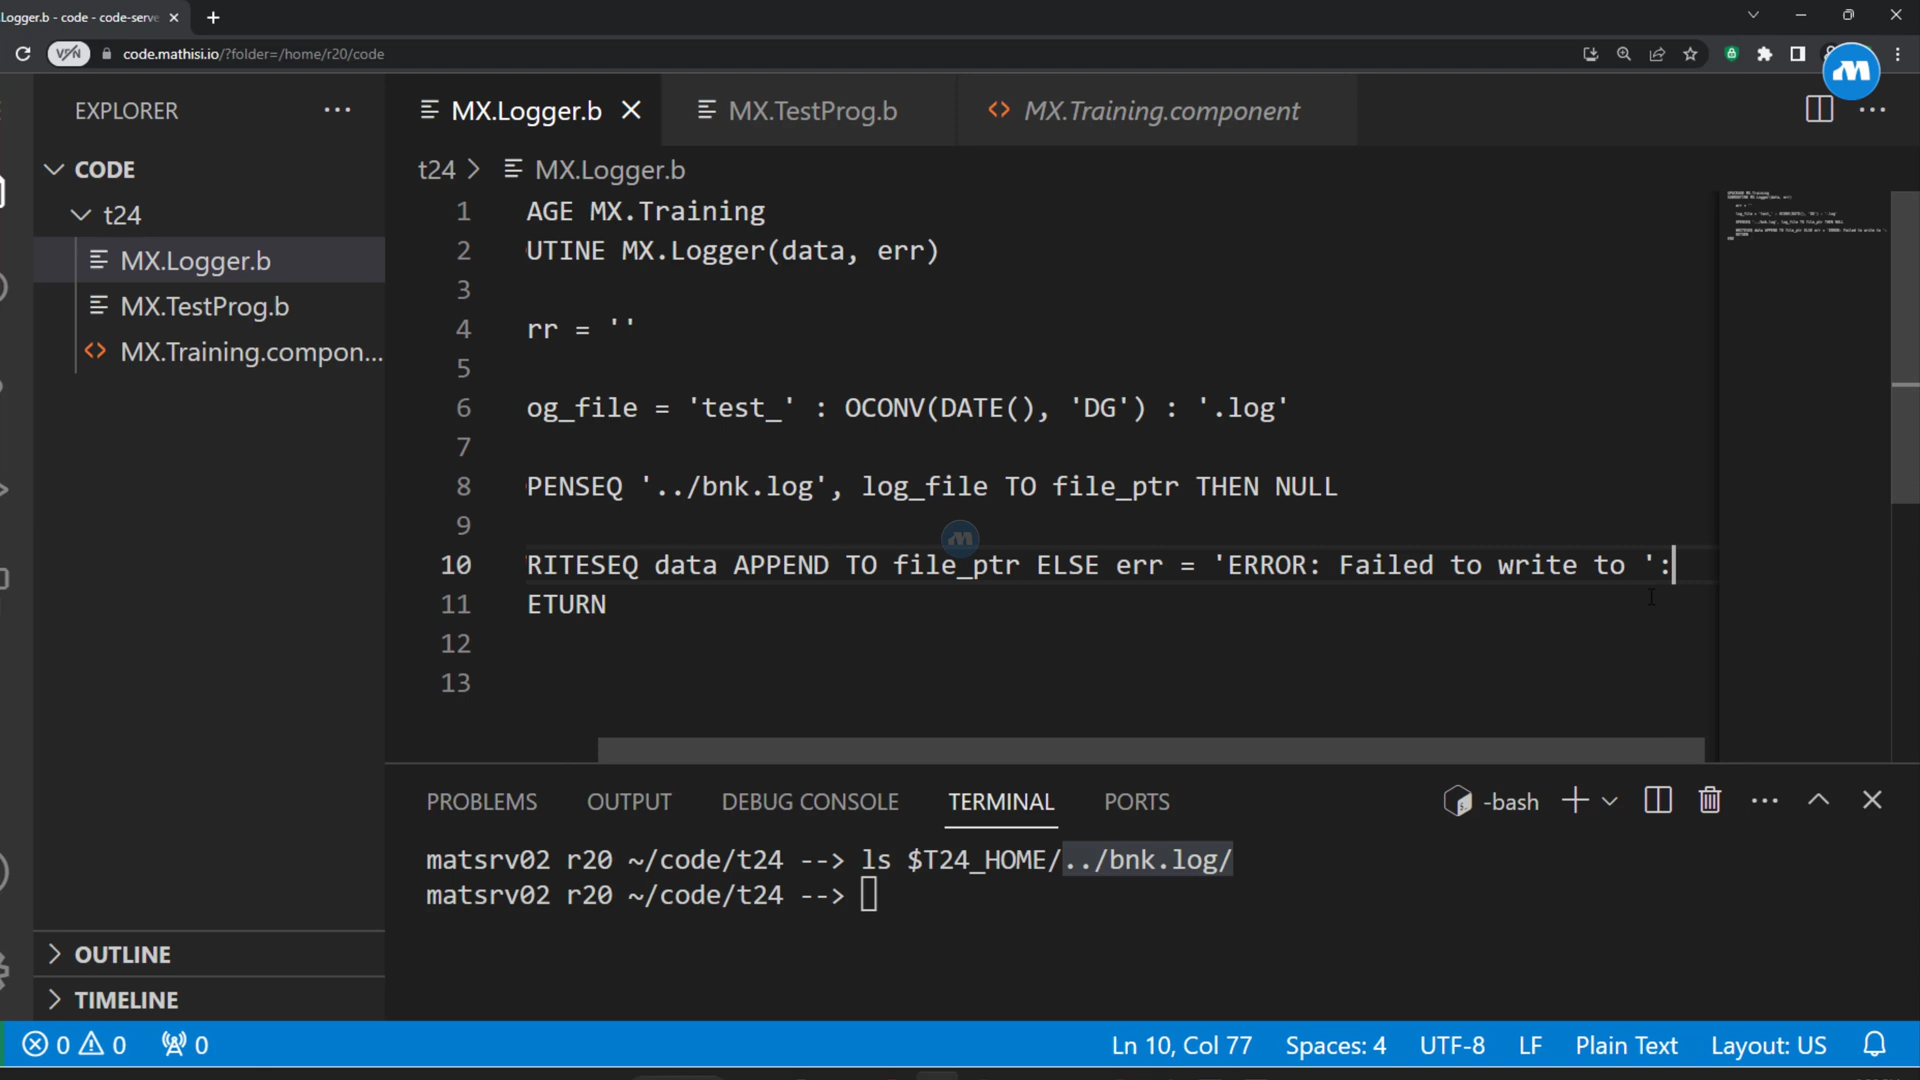 Logger.b - code - code-serve
VPN
code.mathisi.io/?folder=/home/r20/code
EXPLORER
MX.Logger.b
MX.TestProg.b
MX.Training.component
CODE
t24
MX.Logger.b
MX.TestProg.b
MX.Training.compon...
t24 > MX.Logger.b
1 AGE MX.Training
2 UTINE MX.Logger(data, err)
3
4 rr = ''
5
6 og_file = 'test_' : OCONV(DATE(), 'DG') : '.log'
7
8 PENSEQ '../bnk.log', log_file TO file_ptr THEN NULL
9
10 RITESEQ data APPEND TO file_ptr ELSE err = 'ERROR: Failed to write to ':
11 ETURN
12
13
PROBLEMS OUTPUT DEBUG CONSOLE TERMINAL PORTS
-bash
matsrv02 r20 ~/code/t24 --> ls $T24_HOME/../bnk.log/
matsrv02 r20 ~/code/t24 -->
OUTLINE
TIMELINE
0 0 0
Ln 10, Col 77 Spaces: 4 UTF-8 LF Plain Text Layout: US